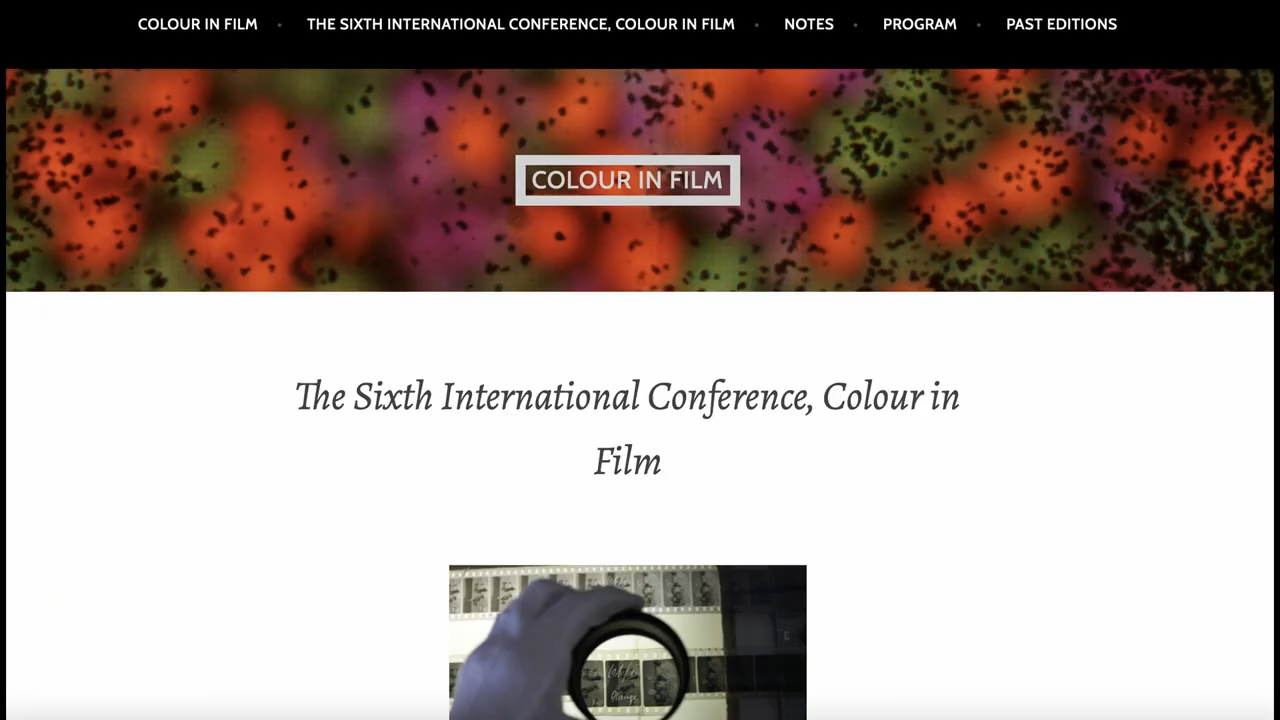 COLOUR IN FILM • THE SIXTH INTERNATIONAL CONFERENCE, COLOUR IN FILM • NOTES • PROGRAM • PAST EDITIONS
COLOUR IN FILM
The Sixth International Conference, Colour in
Film
Orange